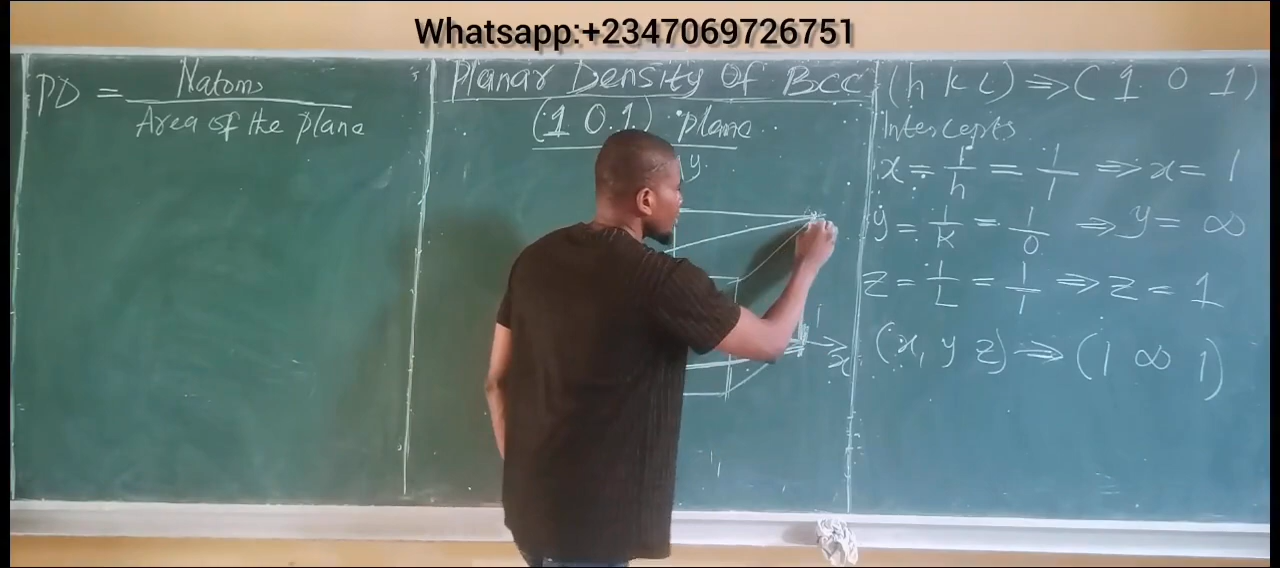 Whatsapp:+2347069726751
PD = Natoms / Area of the plane
Planar Density Of BCC
(1 0 1) plane
y
1
x
(h k l) ⇒ (1 0 1)
Intercepts
x = 1/h = 1/1 ⇒ x = 1
y = 1/K = 1/0 ⇒ y = ∞
z = 1/L = 1/1 ⇒ z = 1
(x, y z) ⇒ (1 ∞ 1)